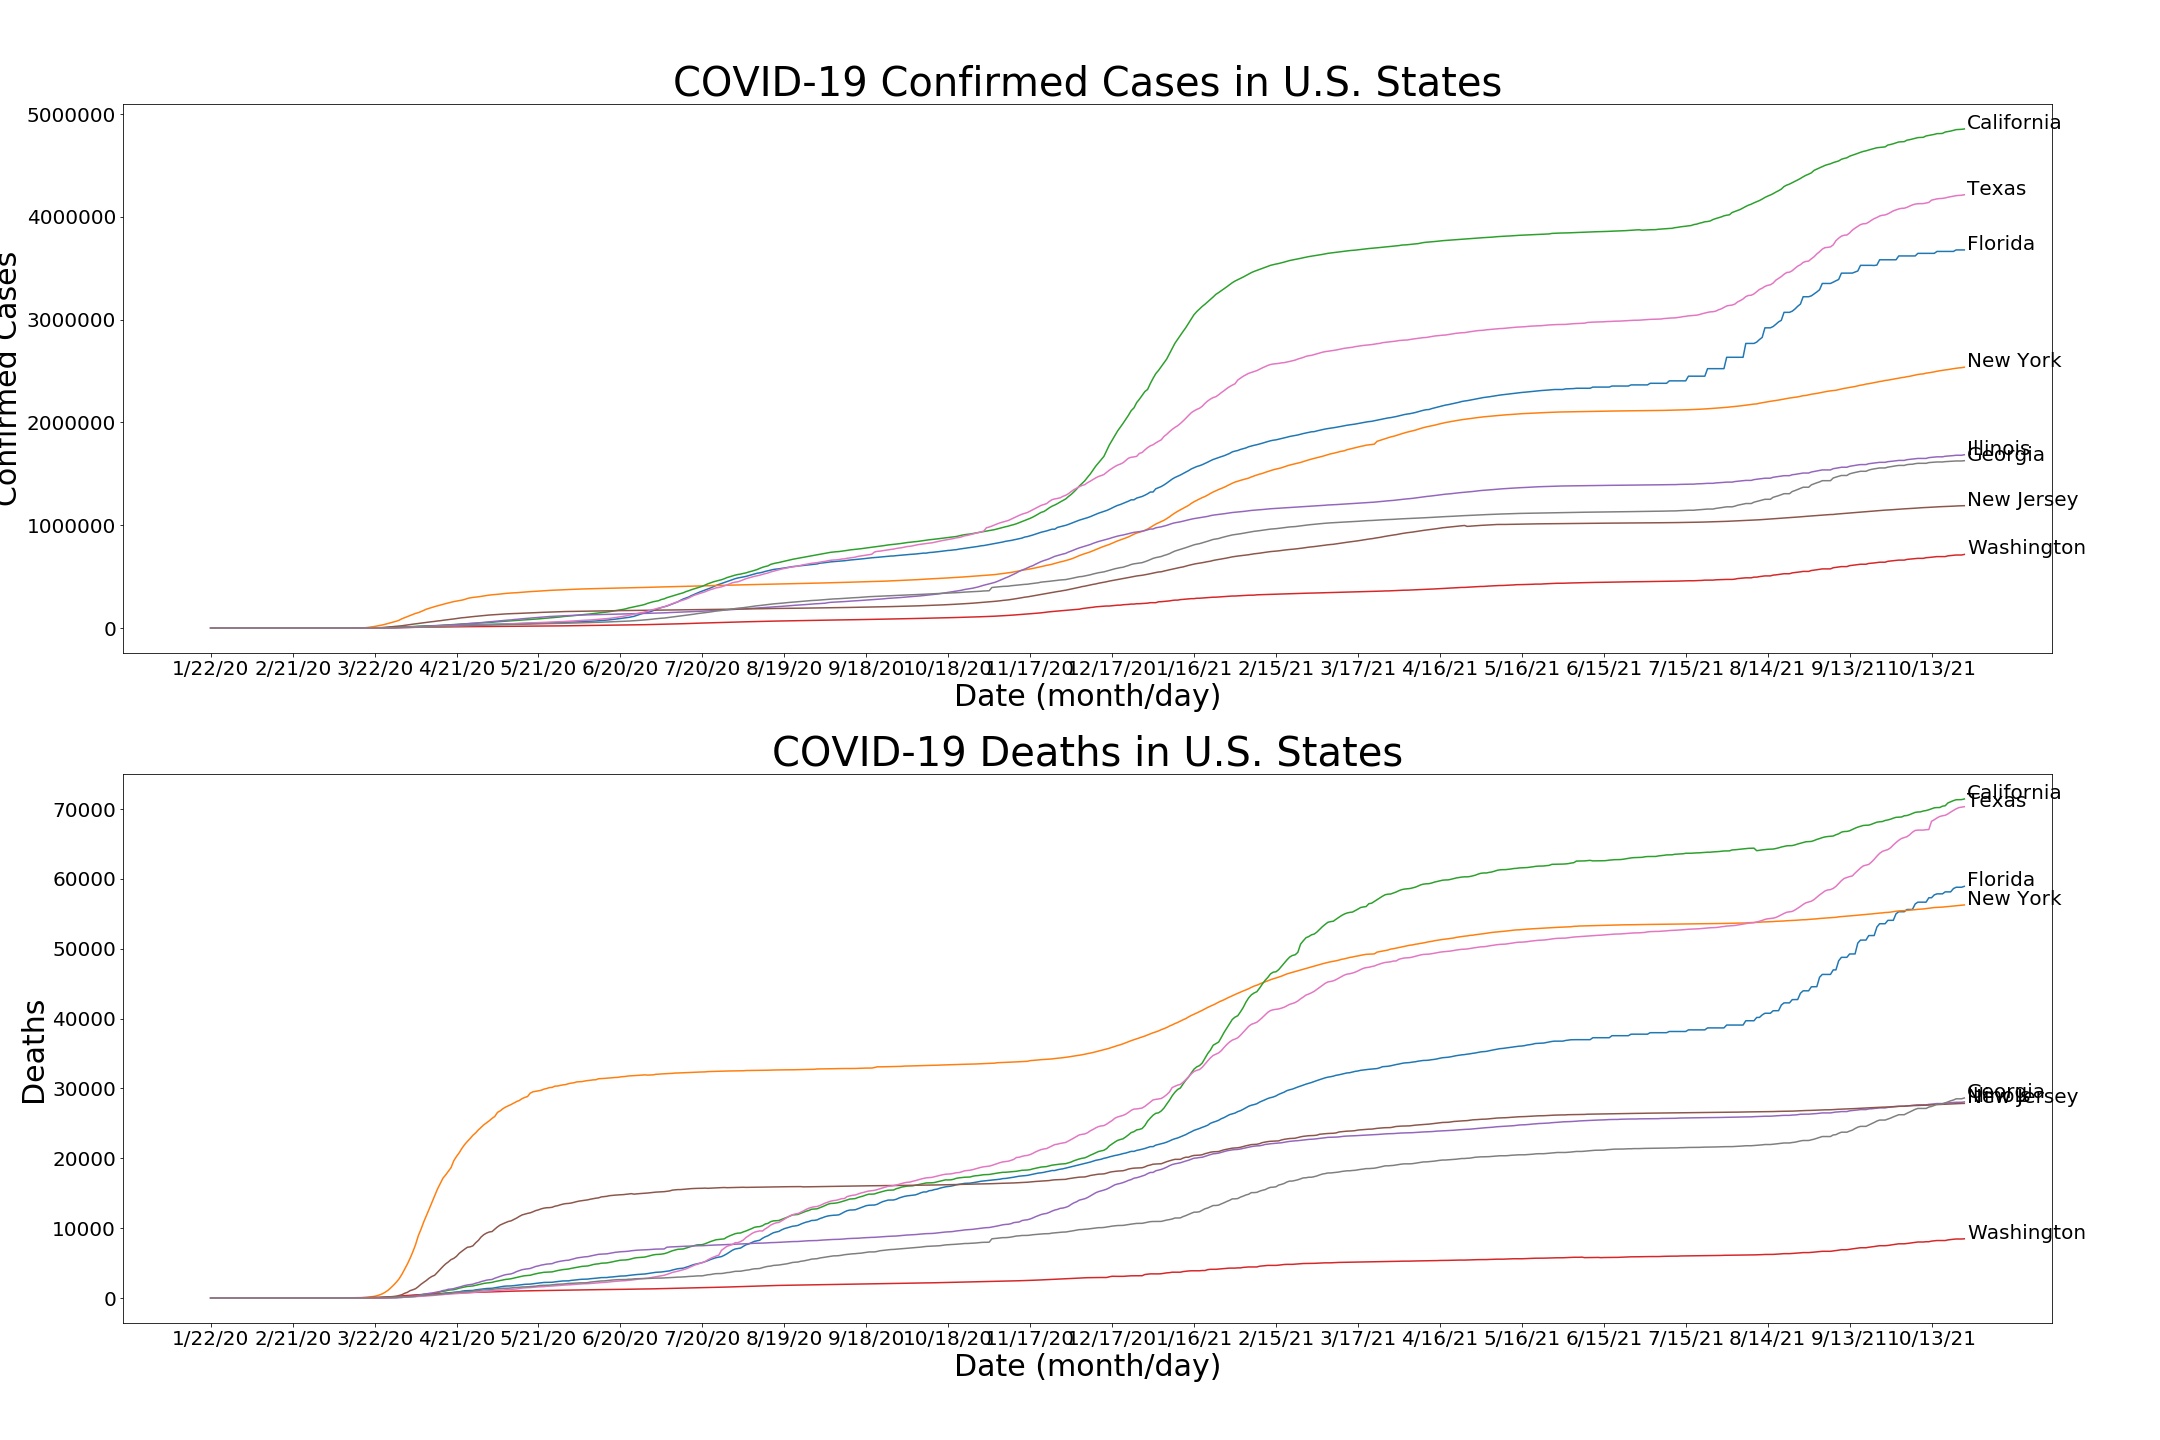 COVID-19 Confirmed Cases in U.S. States
5000000
4000000
3000000
2000000
1000000
0
Confirmed Cases
California
Texas
Florida
New York
Illinois
Georgia
New Jersey
Washington
1/22/20 2/21/20 3/22/20 4/21/20 5/21/20 6/20/20 7/20/20 8/19/20 9/18/20 10/18/20 11/17/20 12/17/20 1/16/21 2/15/21 3/17/21 4/16/21 5/16/21 6/15/21 7/15/21 8/14/21 9/13/21 10/13/21
Date (month/day)
COVID-19 Deaths in U.S. States
70000
60000
50000
40000
30000
20000
10000
0
Deaths
California
Texas
Florida
New York
Georgia
Illinois
New Jersey
Washington
1/22/20 2/21/20 3/22/20 4/21/20 5/21/20 6/20/20 7/20/20 8/19/20 9/18/20 10/18/20 11/17/20 12/17/20 1/16/21 2/15/21 3/17/21 4/16/21 5/16/21 6/15/21 7/15/21 8/14/21 9/13/21 10/13/21
Date (month/day)